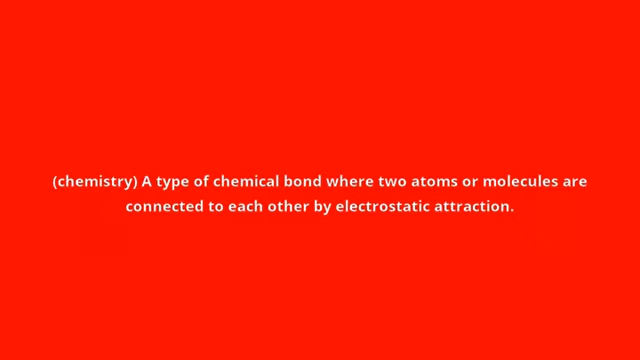 (chemistry) A type of chemical bond where two atoms or molecules are
connected to each other by electrostatic attraction.